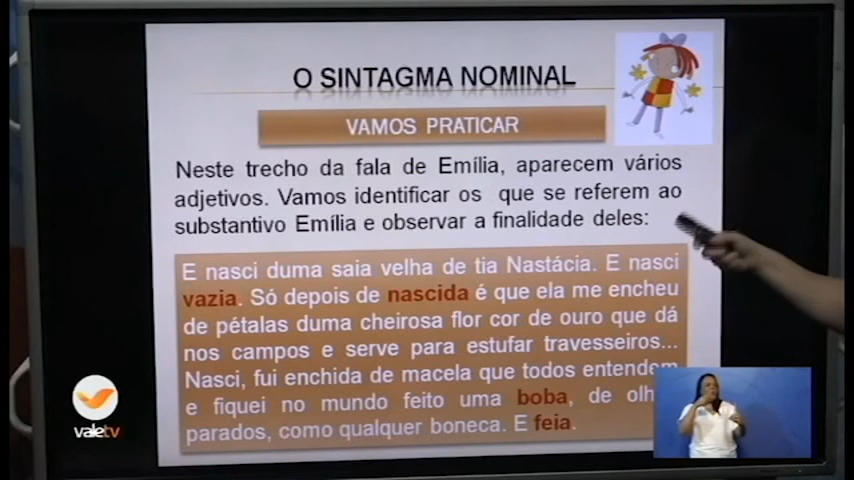 O SINTAGMA NOMINAL
VAMOS PRATICAR
Neste trecho da fala de Emília, aparecem vários
adjetivos. Vamos identificar os que se referem ao
substantivo Emília e observar a finalidade deles:
E nasci duma saia velha de tia Nastácia. E nasci
vazia. Só depois de nascida é que ela me encheu
de pétalas duma cheirosa flor cor de ouro que dá
nos campos e serve para estufar travesseiros...
Nasci, fui enchida de macela que todos entendem
e fiquei no mundo feito uma boba, de
parados, como qualquer boneca. E feia.
valetv